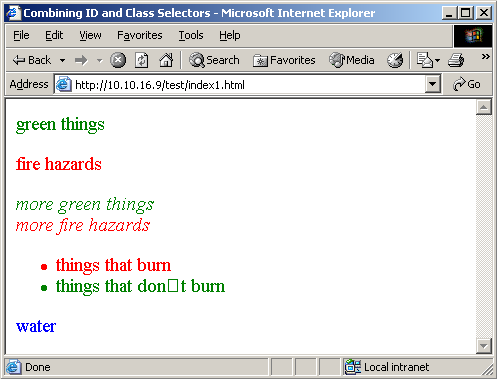 Combining ID and Class Selectors - Microsoft Internet Explorer
File Edit View Favorites Tools Help
Back Search Favorites Media »
Address http://10.10.16.9/test/index1.html Go
green things
fire hazards
more green things
more fire hazards
things that burn
things that don□t burn
water
Done Local intranet